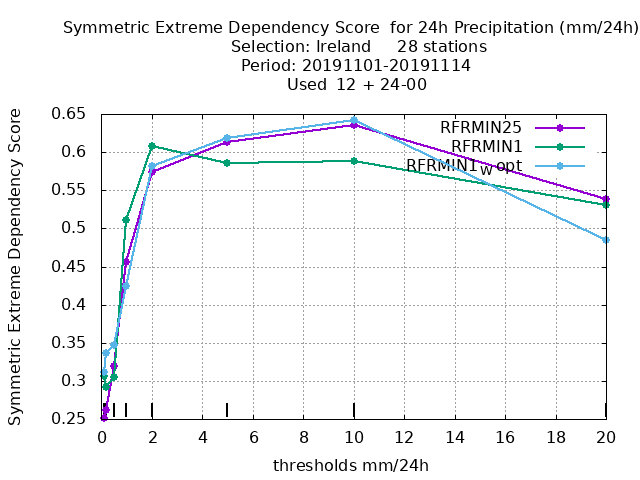 Symmetric Extreme Dependency Score  for 24h Precipitation (mm/24h)
Selection: Ireland     28 stations
Period: 20191101-20191114
Used  12 + 24-00
Symmetric Extreme Dependency Score
0.65
0.6
0.55
0.5
0.45
0.4
0.35
0.3
0.25
RFRMIN25
RFRMIN1
RFRMIN1w opt
0 2 4 6 8 10 12 14 16 18 20
thresholds mm/24h